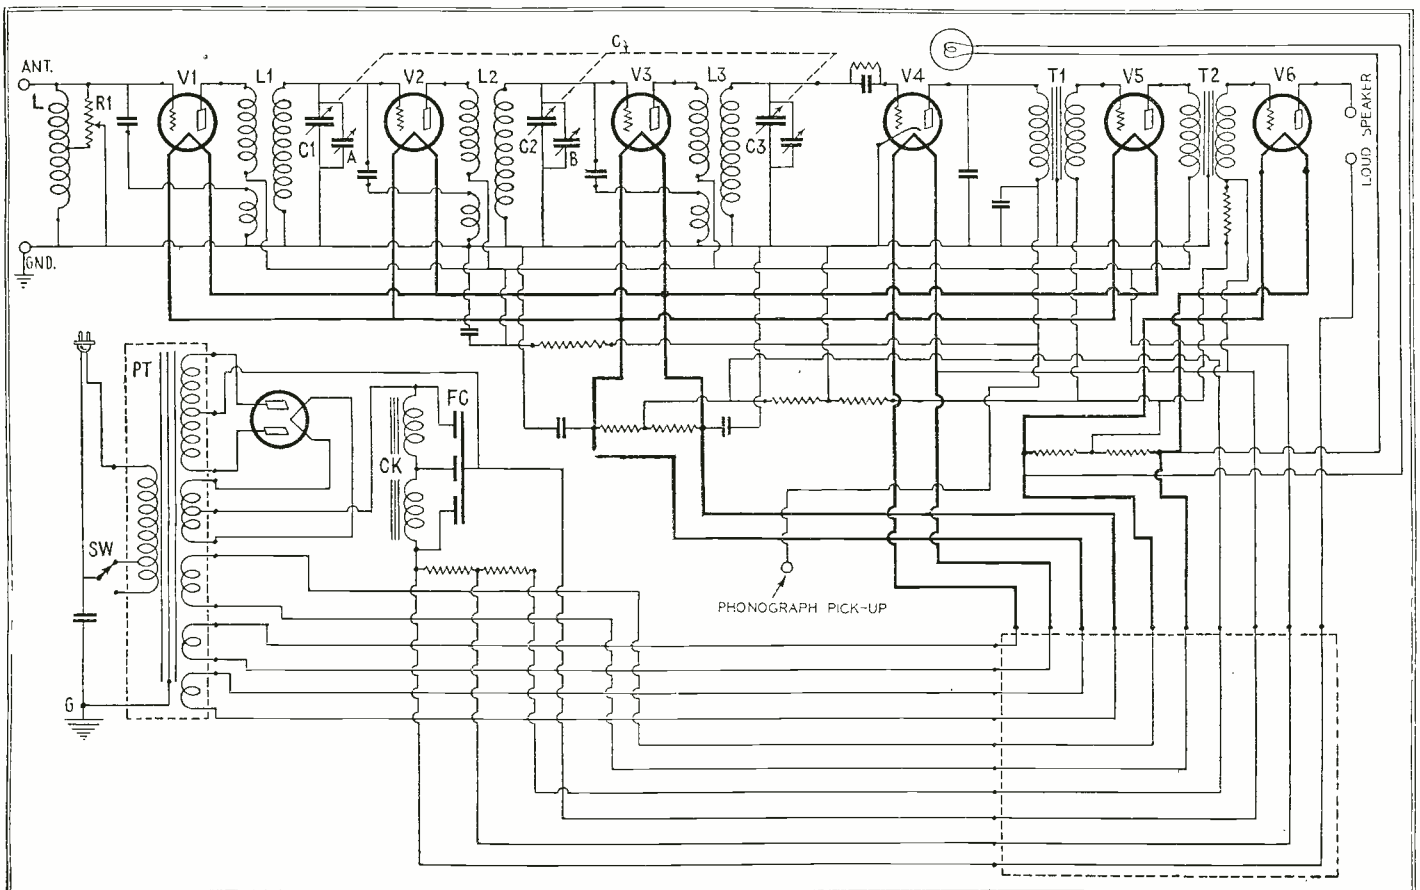 C
ANT.
V1
L1
V2
L2
V3
L3
V4
T1
V5
T2
V6
L
R1
C1
A
C2
B
C3
LOUD SPEAKER
GND.
PT
FC
CK
SW
PHONOGRAPH PICK-UP
G